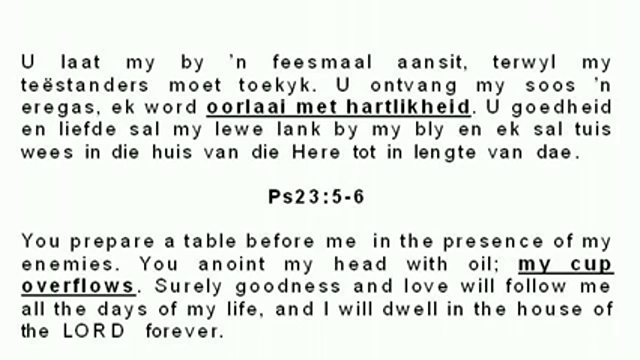 U laat my by 'n feesmaal aansit, terwyl my
teëstanders moet toekyk. U ontvang my soos 'n
eregas, ek word oorlaai met hartlikheid. U goedheid
en liefde sal my lewe lank by my bly en ek sal tuis
wees in die huis van die Here tot in lengte van dae.
Ps23:5-6
You prepare a table before me in the presence of my
enemies. You anoint my head with oil; my cup
overflows. Surely goodness and love will follow me
all the days of my life, and I will dwell in the house of
the LORD forever.